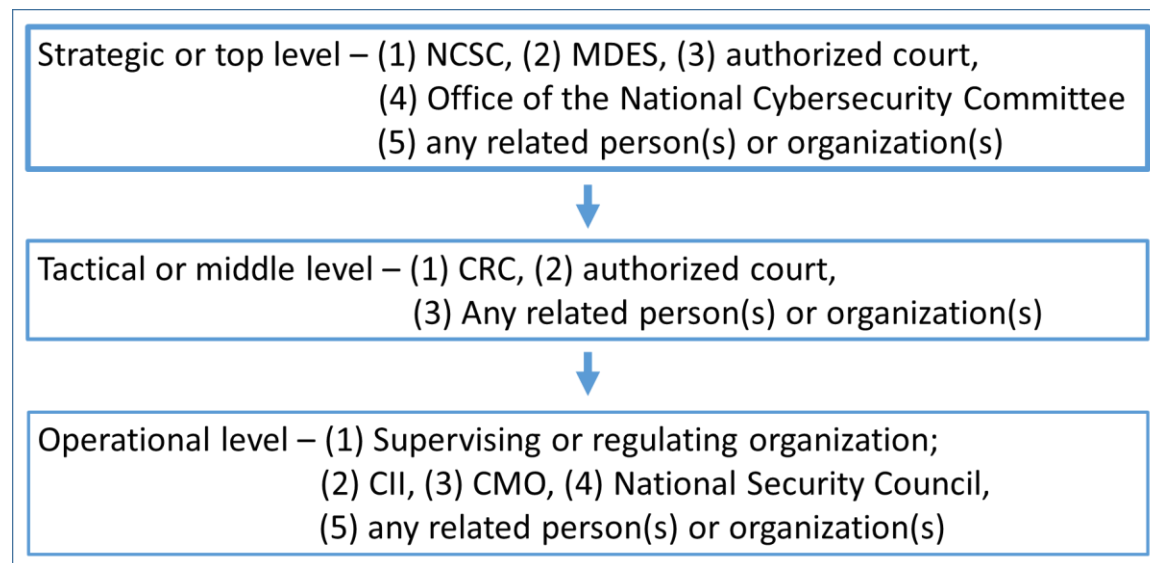 Strategic or top level – (1) NCSC, (2) MDES, (3) authorized court,
(4) Office of the National Cybersecurity Committee
(5) any related person(s) or organization(s)
Tactical or middle level – (1) CRC, (2) authorized court,
(3) Any related person(s) or organization(s)
Operational level – (1) Supervising or regulating organization;
(2) CII, (3) CMO, (4) National Security Council,
(5) any related person(s) or organization(s)